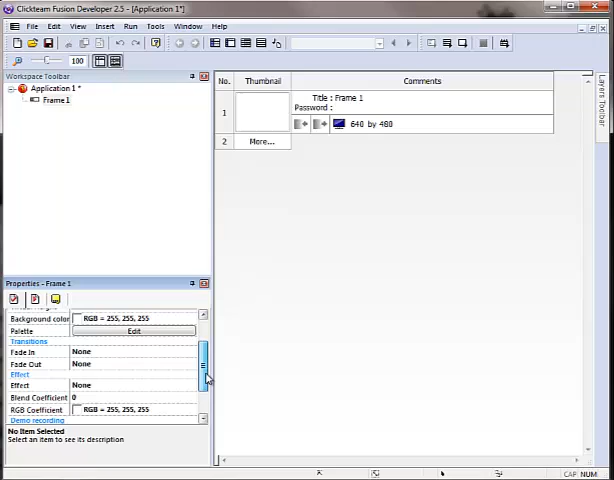 Clickteam Fusion Developer 2.5 - [Application 1*]
File Edit View Insert Run Tools Window Help
100
Workspace Toolbar
Application 1 *
Frame 1
No. Thumbnail Comments
1
Title : Frame 1
Password :
640 by 480
2 More...
Layers Toolbar
Properties - Frame 1
Background color RGB = 255, 255, 255
Palette Edit
Transitions
Fade In None
Fade Out None
Effect
Effect None
Blend Coefficient 0
RGB Coefficient RGB = 255, 255, 255
Demo recording
No Item Selected
Select an item to see its description
CAP NUM